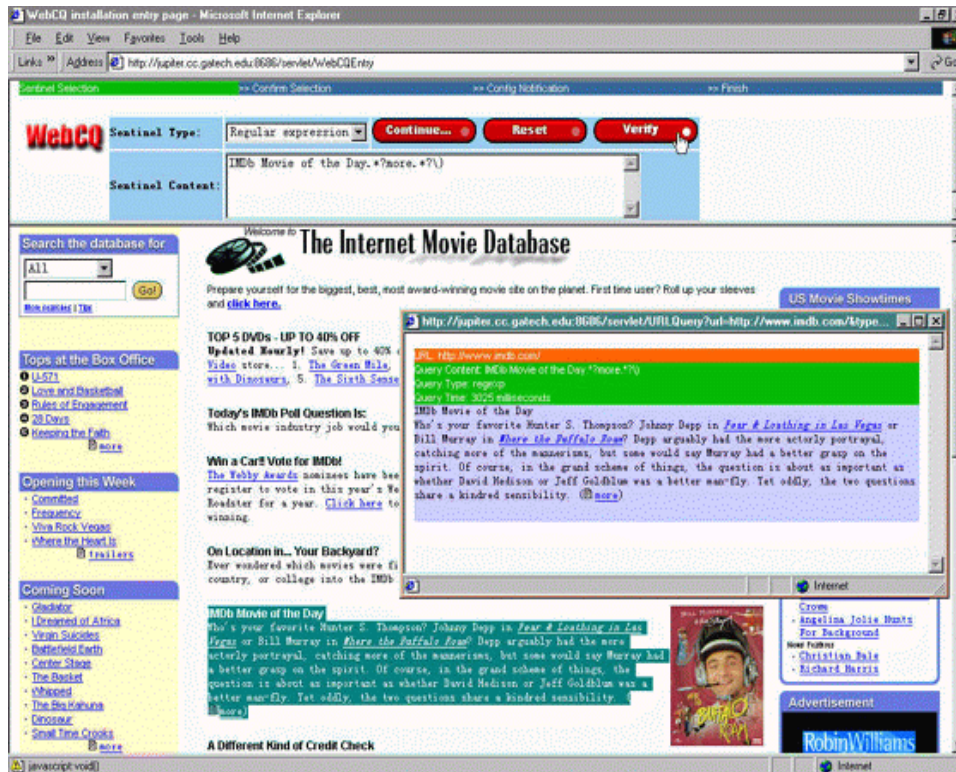 WebCQ installation entry page - Microsoft Internet Explorer
File Edit View Favorites Tools Help
Links » Address http://jupiter.cc.gatech.edu:8686/servlet/WebCQEntry
Sentinel Selection >> Confirm Selection >> Config Notification >> Finish
WebCQ
Sentinel Type: Regular expression Continue... Reset Verify
Sentinel Content: IMDb Movie of the Day.*?more.*?\)
Search the database for
All
Go!
More searches | Tips
Welcome to The Internet Movie Database
Prepare yourself for the biggest, best, most award-winning movie site on the planet. First time user? Roll up your sleeves
and click here.
US Movie Showtimes
TOP 5 DVDs - UP TO 40% OFF
Updated Hourly! Save up to 40%
Video store... 1. The Green Mile,
with Dinosaurs, 5. The Sixth Sense
Today's IMDb Poll Question Is:
Which movie industry job would you
Win a Car!! Vote for IMDb!
The Webby Awards nominees have been
register to vote in this year's We
Roadster for a year. Click here to
winning.
On Location in... Your Backyard?
Ever wondered which movies were fi
country, or college into the IMDb
Tops at the Box Office
1 U-571
2 Love and Basketball
3 Rules of Engagement
4 28 Days
5 Keeping the Faith
more
Opening this Week
· Committed
· Frequency
· Viva Rock Vegas
· Where the Heart Is
trailers
Coming Soon
· Gladiator
· I Dreamed of Africa
· Virgin Suicides
· Battlefield Earth
· Center Stage
· The Basket
· Whipped
· The Big Kahuna
· Dinosaur
· Small Time Crooks
more
http://jupiter.cc.gatech.edu:8686/servlet/URLQuery?url=http://www.imdb.com/&type...
URL: http://www.imdb.com/
Query Content: IMDb Movie of the Day.*?more.*?\)
Query Type: regexp
Query Time: 3025 milliseconds
IMDb Movie of the Day
Who's your favorite Hunter S. Thompson? Johnny Depp in Fear & Loathing in Las Vegas or
Bill Murray in Where the Buffalo Roam? Depp arguably had the more actorly portrayal,
catching more of the mannerisms, but some would say Murray had a better grasp on the
spirit. Of course, in the grand scheme of things, the question is about as important as
whether David Hedison or Jeff Goldblum was a better man-fly. Yet oddly, the two questions
share a kindred sensibility. (more)
Internet
IMDb Movie of the Day
Who's your favorite Hunter S. Thompson? Johnny Depp in Fear & Loathing in Las
Vegas or Bill Murray in Where the Buffalo Roam? Depp arguably had the more
actorly portrayal, catching more of the mannerisms, but some would say Murray had
a better grasp on the spirit. Of course, in the grand scheme of things, the
question is about as important as whether David Hedison or Jeff Goldblum was a
better man-fly. Yet oddly, the two questions share a kindred sensibility. (
more)
BUFFALO ROAM
A Different Kind of Credit Check
Crowe
· Angelina Jolie Hunts
For Background
· Christian Bale
· Richard Harris
Advertisement
Robin Williams
javascript:void()
Internet